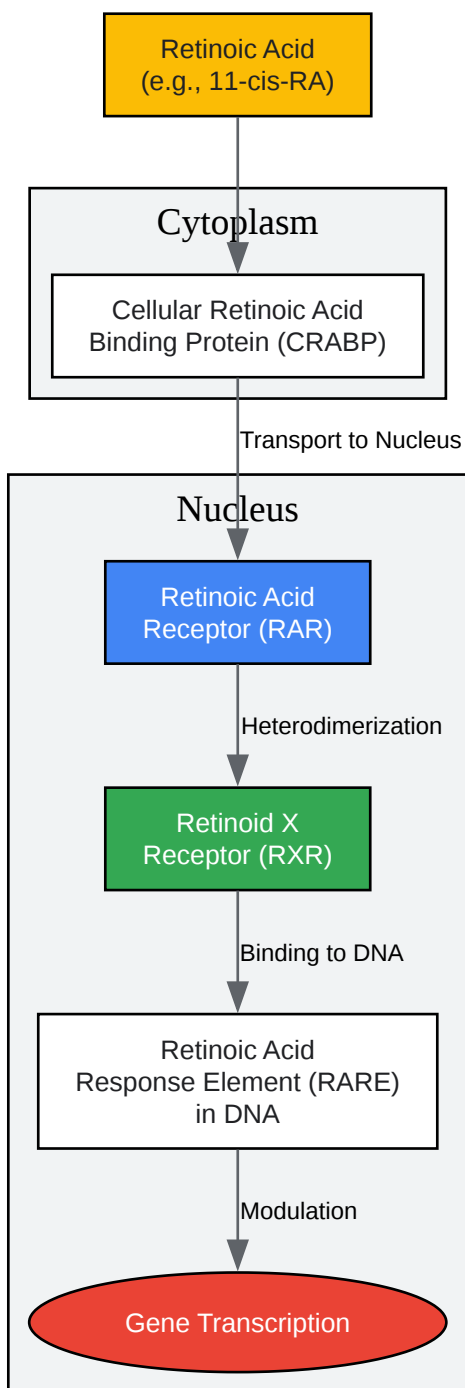 Retinoic Acid
(e.g., 11-cis-RA)
Cytoplasm
Cellular Retinoic Acid
Binding Protein (CRABP)
Transport to Nucleus
Nucleus
Retinoic Acid
Receptor (RAR)
Heterodimerization
Retinoid X
Receptor (RXR)
Binding to DNA
Retinoic Acid
Response Element (RARE)
in DNA
Modulation
Gene Transcription